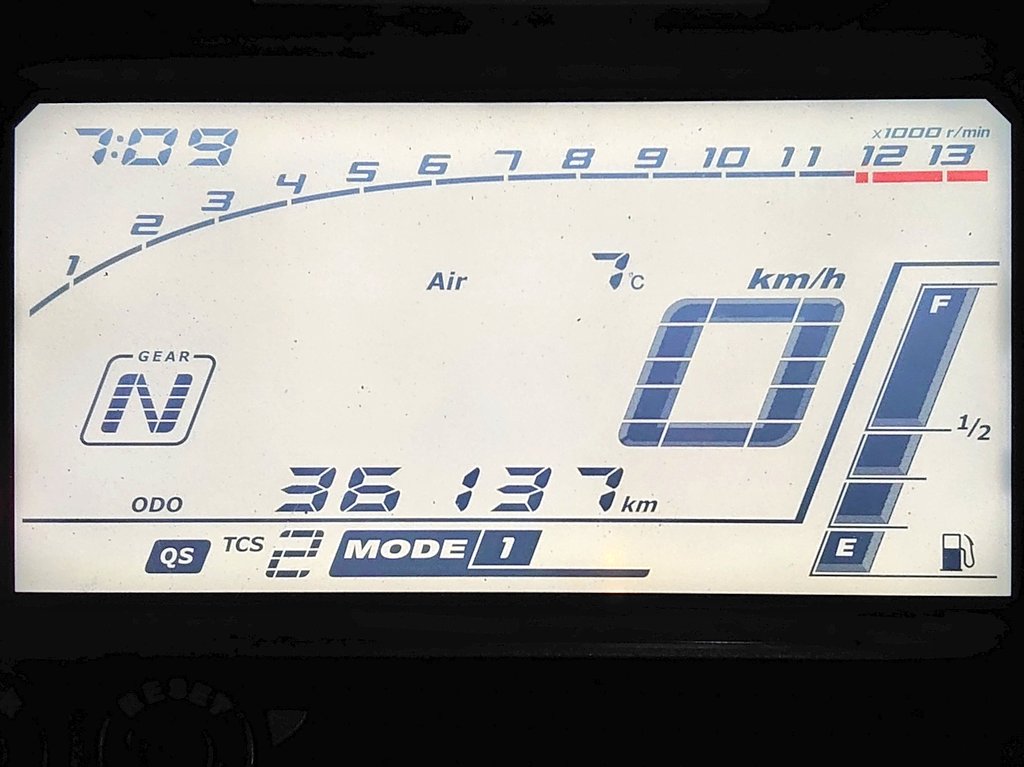 7:09
x1000 r/min
1 2 3 4 5 6 7 8 9 10 11 12 13
Air 7°C
km/h
0
F
GEAR
N
1/2
ODO 36137 km
QS TCS 2 MODE 1
E
RESET